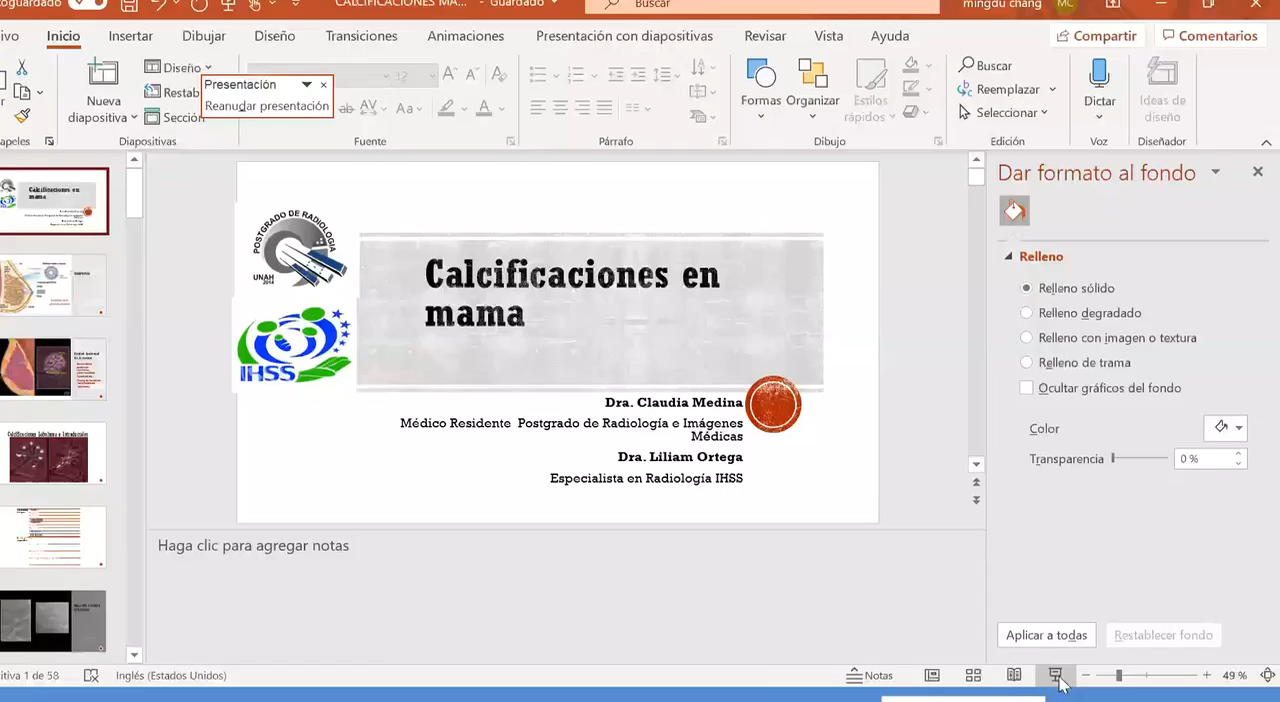 oguardado
CALCIFICACIONES MA... - Guardado
Buscar
mingdu chang
MC
ivo Inicio Insertar Dibujar Diseño Transiciones Animaciones Presentación con diapositivas Revisar Vista Ayuda
Compartir
Comentarios
Nueva
diapositiva
Diseño
Restab
Sección
Presentación
Reanudar presentación
32
Aa
Formas
Organizar
Estilos
rápidos
Buscar
Reemplazar
Seleccionar
Dictar
Ideas de
diseño
apeles
Diapositivas
Fuente
Párrafo
Dibujo
Edición
Voz
Diseñador
Calcificaciones en
mama
POSTGRADO DE RADIOLOGIA
UNAH
2014
IHSS
Calcificaciones en
mama
Dra. Claudia Medina
Médico Residente Postgrado de Radiología e Imágenes
Médicas
Dra. Liliam Ortega
Especialista en Radiología IHSS
Haga clic para agregar notas
Dar formato al fondo
Relleno
Relleno sólido
Relleno degradado
Relleno con imagen o textura
Relleno de trama
Ocultar gráficos del fondo
Color
Transparencia
0 %
Aplicar a todas
Restablecer fondo
itiva 1 de 58
Inglés (Estados Unidos)
Notas
49 %